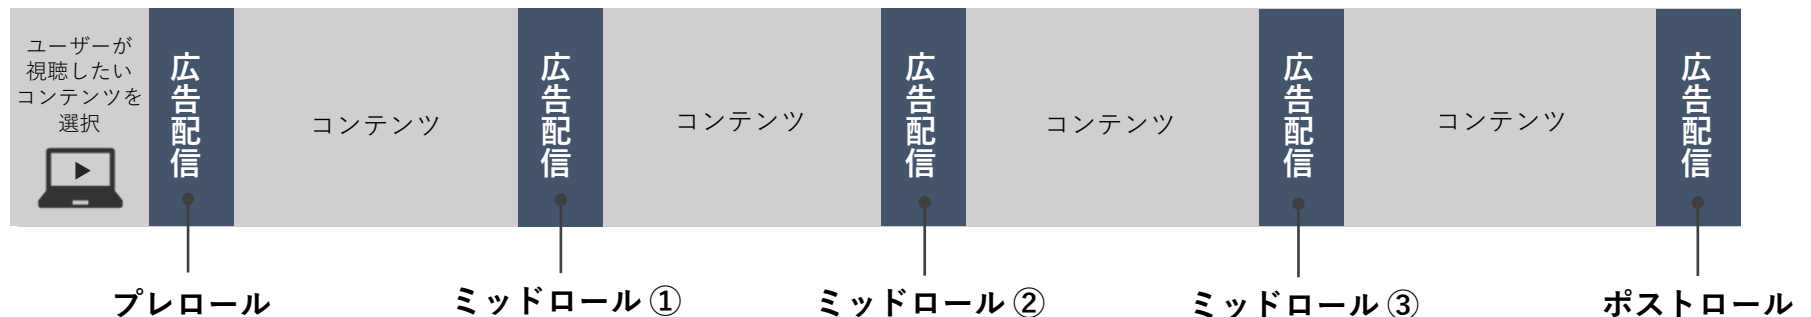 ユーザーが
視聴したい
コンテンツを
選択
広告配信
コンテンツ
広告配信
コンテンツ
広告配信
コンテンツ
広告配信
コンテンツ
広告配信
プレロール
ミッドロール①
ミッドロール②
ミッドロール③
ポストロール